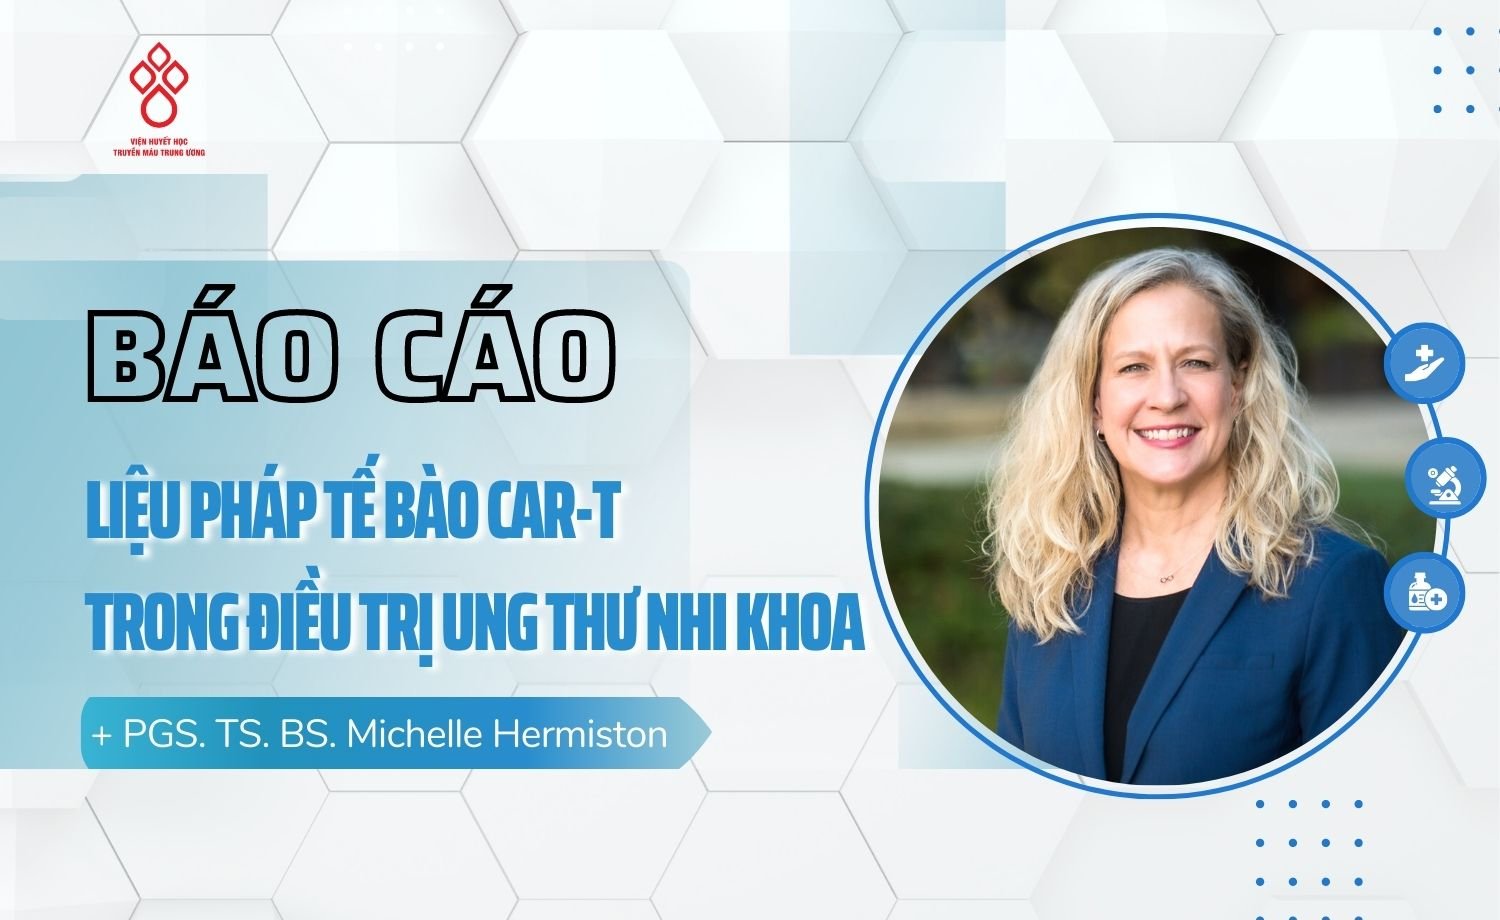 VIỆN HUYẾT HỌC
TRUYỀN MÁU TRUNG ƯƠNG
BÁO CÁO
LIỆU PHÁP TẾ BÀO CAR-T
TRONG ĐIỀU TRỊ UNG THƯ NHI KHOA
+ PGS. TS. BS. Michelle Hermiston